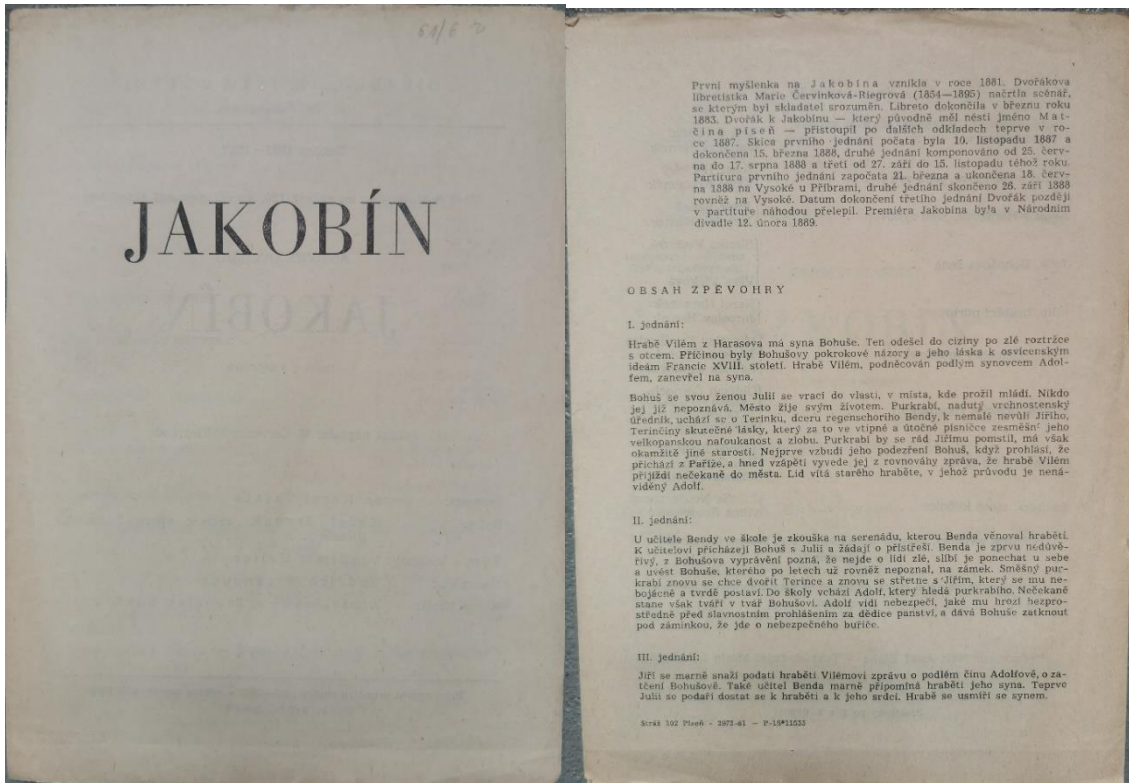 JAKOBÍN
První myšlenka na Jakobína vznikla v roce 1881. Dvořákova
libretistka Marie Červinková-Riegrová (1854—1895) načrtla scénář,
se kterým byl skladatel srozuměn. Libreto dokončila v březnu roku
1883. Dvořák k Jakobínu — který původně měl nésti jméno Mat-
čina píseň — přistoupil po dalších odkladech teprve v ro-
ce 1887. Skica prvního jednání počata byla 10. listopadu 1887 a
dokončena 15. března 1888, druhé jednání komponováno od 25. červ-
na do 17. srpna 1888 a třetí od 27. září do 15. listopadu téhož roku.
Partitura prvního jednání započata 21. března a ukončena 18. červ-
na 1888 na Vysoké u Příbrami, druhé jednání skončeno 26. září 1888
rovněž na Vysoké. Datum dokončení třetího jednání Dvořák později
v partituře náhodou přelepil. Premiéra Jakobína byla v Národním
divadle 12. února 1889.
OBSAH ZPĚVOHRY
I. jednání:
Hrabě Vilém z Harasova má syna Bohuše. Ten odešel do ciziny po zlé roztržce
s otcem. Příčinou byly Bohušovy pokrokové názory a jeho láska k osvícenským
ideám Francie XVIII. století. Hrabě Vilém, podněcován podlým synovcem Adol-
fem, zanevřel na syna.
Bohuš se svou ženou Julií se vrací do vlasti, v místa, kde prožil mládí. Nikdo
jej již nepoznává. Město žije svým životem. Purkrabí, nadutý vrchnostenský
úředník, uchází se o Terinku, dceru regenschoriho Bendy, k nemalé nevůli Jiřího,
Terinčiny skutečné lásky, který za to ve vtipné a útočné písničce zesměšní jeho
velkopanskou nafoukanost a zlobu. Purkrabí by se rád Jiřímu pomstil, má však
okamžitě jiné starosti. Nejprve vzbudí jeho podezření Bohuš, když prohlásí, že
přichází z Paříže, a hned vzápětí vyvede jej z rovnováhy zpráva, že hrabě Vilém
přijíždí nečekaně do města. Lid vítá starého hraběte, v jehož průvodu je nená-
viděný Adolf.
II. jednání:
U učitele Bendy ve škole je zkouška na serenádu, kterou Benda věnoval hraběti.
K učitelovi přicházejí Bohuš s Julií a žádají o přístřeší. Benda je zprvu nedůvě-
řivý, z Bohušova vyprávění pozná, že nejde o lidi zlé, slíbí je ponechat u sebe
a uvést Bohuše, kterého po letech už rovněž nepoznal, na zámek. Směšný pur-
krabí znovu se chce dvořit Terince a znovu se střetne s Jiřím, který se mu ne-
bojácně a tvrdě postaví. Do školy vchází Adolf, který hledá purkrabího. Nečekaně
stane však tváří v tvář Bohušovi. Adolf vidí nebezpečí, jaké mu hrozí bezpro-
středně před slavnostním prohlášením za dědice panství, a dává Bohuše zatknout
pod záminkou, že jde o nebezpečného buřiče.
III. jednání:
Jiří se marně snaží podati hraběti Vilémovi zprávu o podlém činu Adolfově, o za-
tčení Bohušově. Také učitel Benda marně připomíná hraběti jeho syna. Teprve
Julii se podaří dostat se k hraběti a k jeho srdci. Hrabě se usmíří se synem.
Stráž 102 Plzeň - 2973-61 — P-15*11533